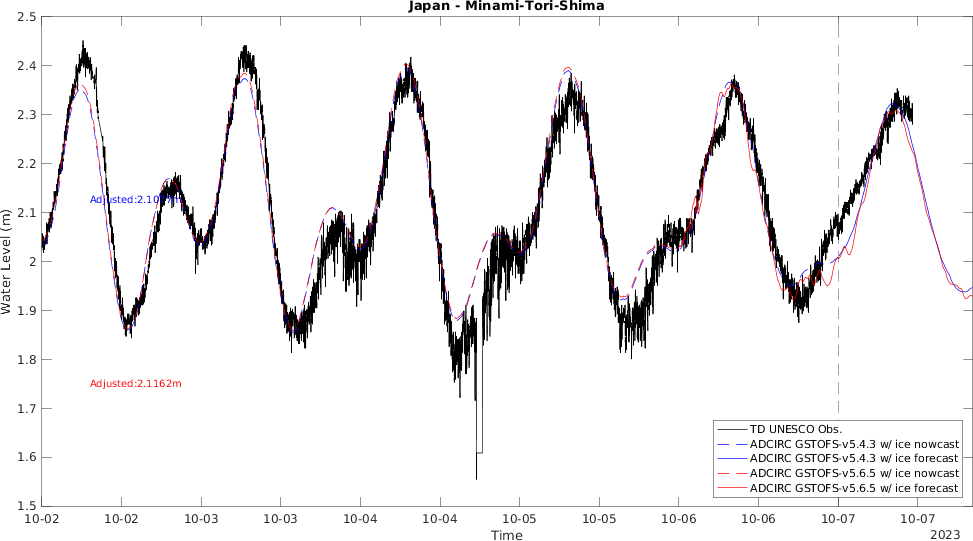 Japan - Minami-Tori-Shima
Water Level (m)
2.5
2.4
2.3
2.2
2.1
2
1.9
1.8
1.7
1.6
1.5
Adjusted:2.10
Adjusted:2.1162m
TD UNESCO Obs.
ADCIRC GSTOFS-v5.4.3 w/ ice nowcast
ADCIRC GSTOFS-v5.4.3 w/ ice forecast
ADCIRC GSTOFS-v5.6.5 w/ ice nowcast
ADCIRC GSTOFS-v5.6.5 w/ ice forecast
10-02 10-02 10-03 10-03 10-04 10-04 10-05 10-05 10-06 10-06 10-07 10-07
Time
2023